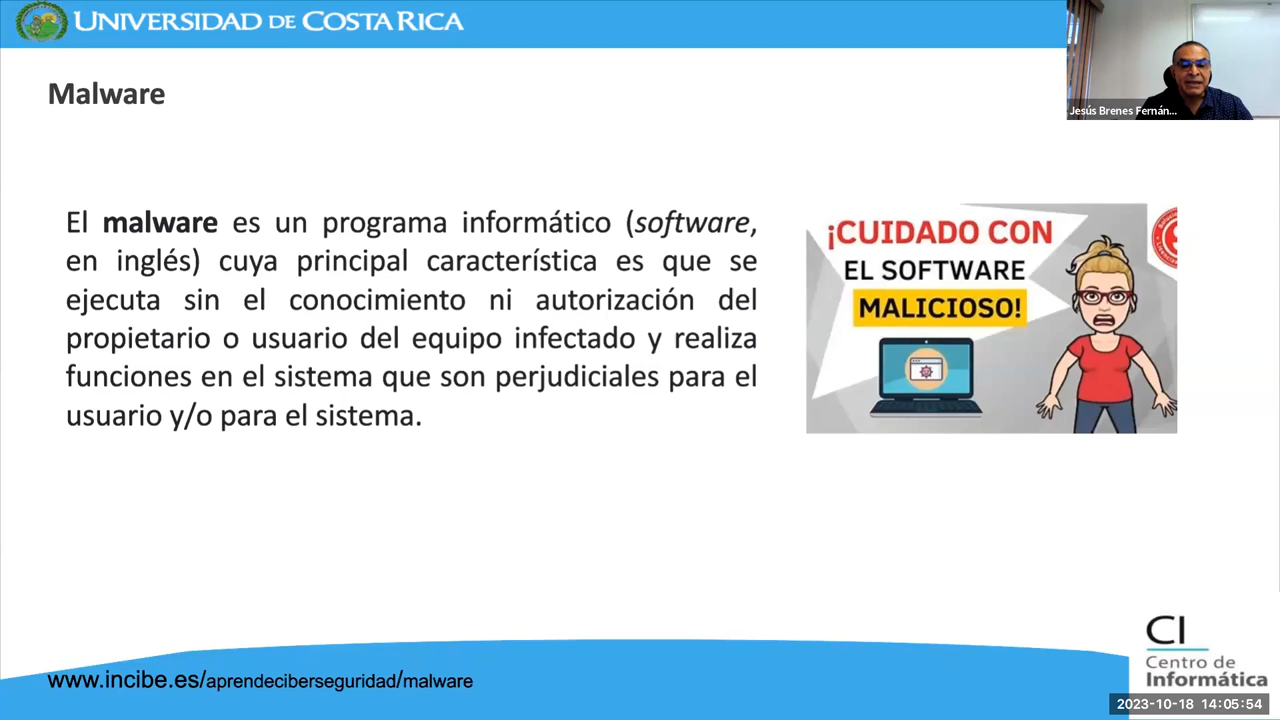 UNIVERSIDAD DE COSTA RICA
Jesús Brenes Fernán...
Malware
El malware es un programa informático (software,
en inglés) cuya principal característica es que se
ejecuta sin el conocimiento ni autorización del
propietario o usuario del equipo infectado y realiza
funciones en el sistema que son perjudiciales para el
usuario y/o para el sistema.
¡CUIDADO CON
EL SOFTWARE
MALICIOSO!
www.incibe.es/aprendeciberseguridad/malware
CI
Centro de
Informática
2023-10-18 14:05:54